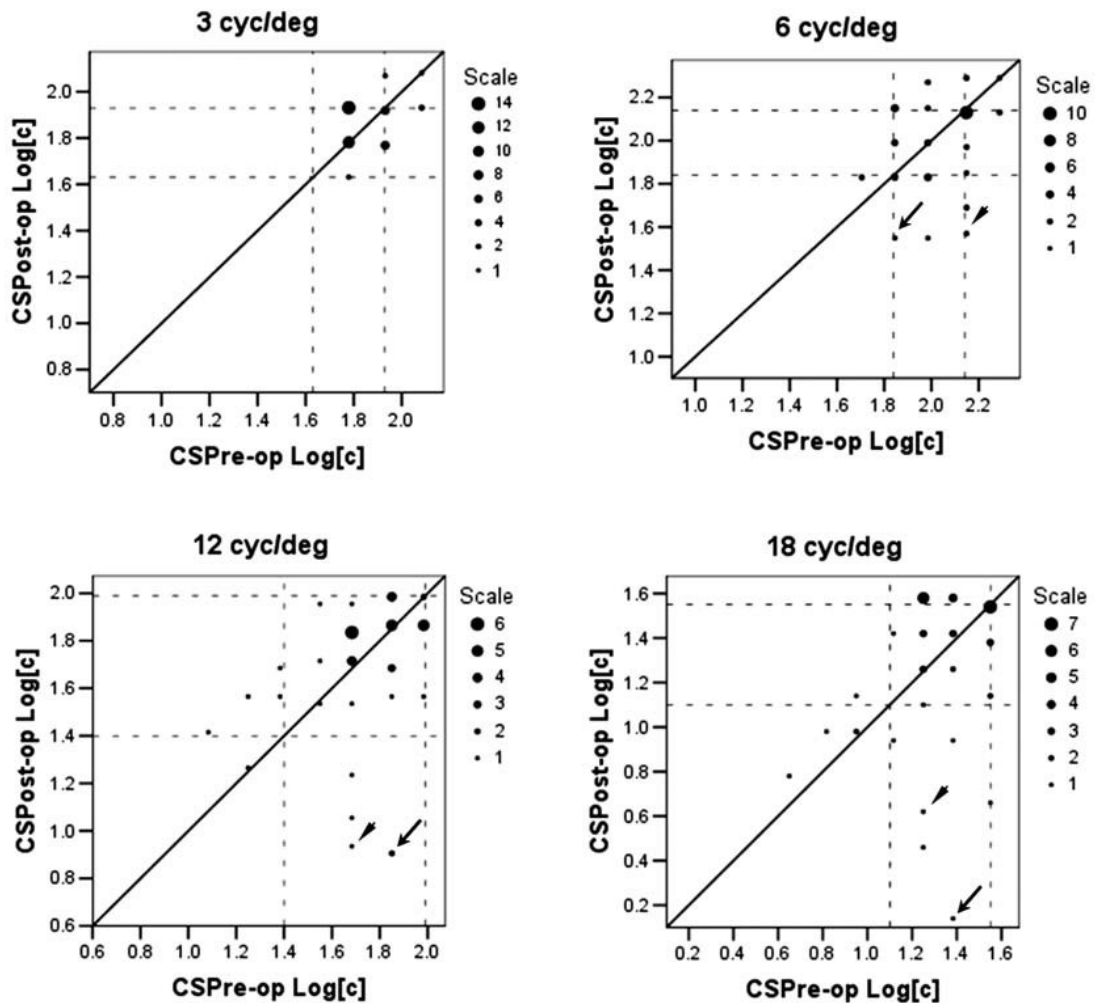 3 cyc/deg
CSPost-op Log[c]
2.0
1.8
1.6
1.4
1.2
1.0
0.8
0.8 1.0 1.2 1.4 1.6 1.8 2.0
CSPre-op Log[c]
Scale
14
12
10
8
6
4
2
1
6 cyc/deg
CSPost-op Log[c]
2.2
2.0
1.8
1.6
1.4
1.2
1.0
1.0 1.2 1.4 1.6 1.8 2.0 2.2
CSPre-op Log[c]
Scale
10
8
6
4
2
1
12 cyc/deg
CSPost-op Log[c]
2.0
1.8
1.6
1.4
1.2
1.0
0.8
0.6
0.6 0.8 1.0 1.2 1.4 1.6 1.8 2.0
CSPre-op Log[c]
Scale
6
5
4
3
2
1
18 cyc/deg
CSPost-op Log[c]
1.6
1.4
1.2
1.0
0.8
0.6
0.4
0.2
0.2 0.4 0.6 0.8 1.0 1.2 1.4 1.6
CSPre-op Log[c]
Scale
7
6
5
4
3
2
1